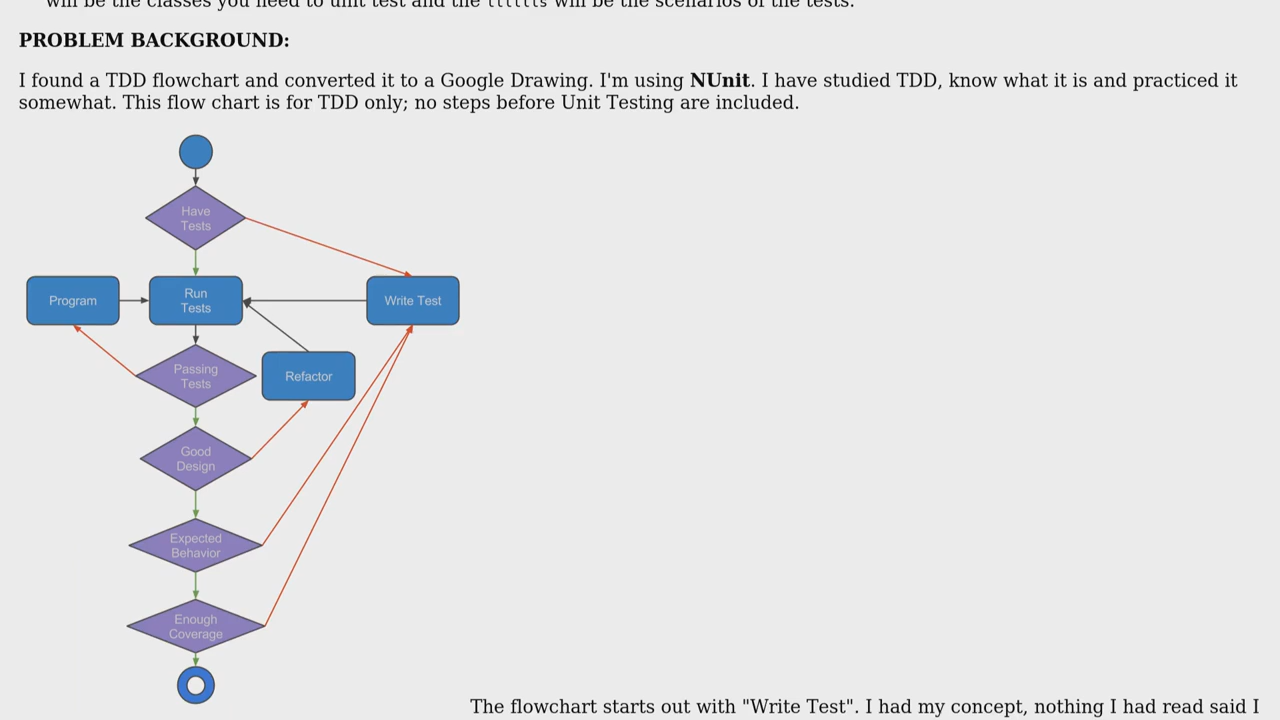 will be the classes you need to unit test and the llllllls will be the scenarios of the tests.
PROBLEM BACKGROUND:
I found a TDD flowchart and converted it to a Google Drawing. I'm using NUnit. I have studied TDD, know what it is and practiced it
somewhat. This flow chart is for TDD only; no steps before Unit Testing are included.
Have
Tests
Program
Run
Tests
Write Test
Passing
Tests
Refactor
Good
Design
Expected
Behavior
Enough
Coverage
The flowchart starts out with "Write Test". I had my concept, nothing I had read said I